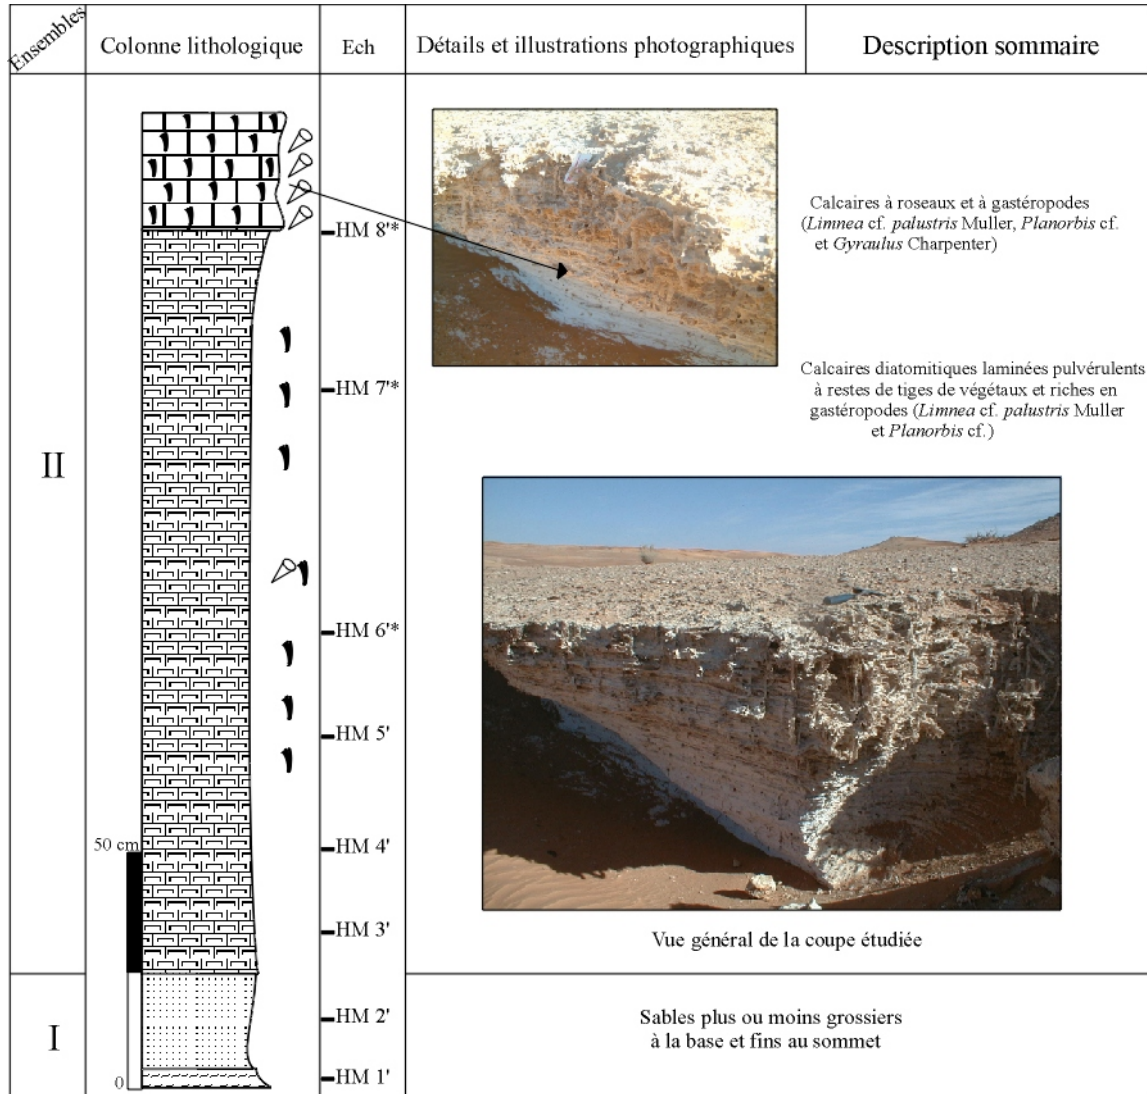 Ensembles
Colonne lithologique
Ech
Détails et illustrations photographiques
Description sommaire
HM 8'*
Calcaires à roseaux et à gastéropodes
(Limnea cf. palustris Muller, Planorbis cf.
et Gyraulus Charpenter)
HM 7'*
Calcaires diatomitiques laminées pulvérulents
à restes de tiges de végétaux et riches en
gastéropodes (Limnea cf. palustris Muller
et Planorbis cf.)
II
HM 6'*
HM 5'
50 cm
HM 4'
HM 3'
Vue général de la coupe étudiée
I
HM 2'
Sables plus ou moins grossiers
à la base et fins au sommet
0
HM 1'